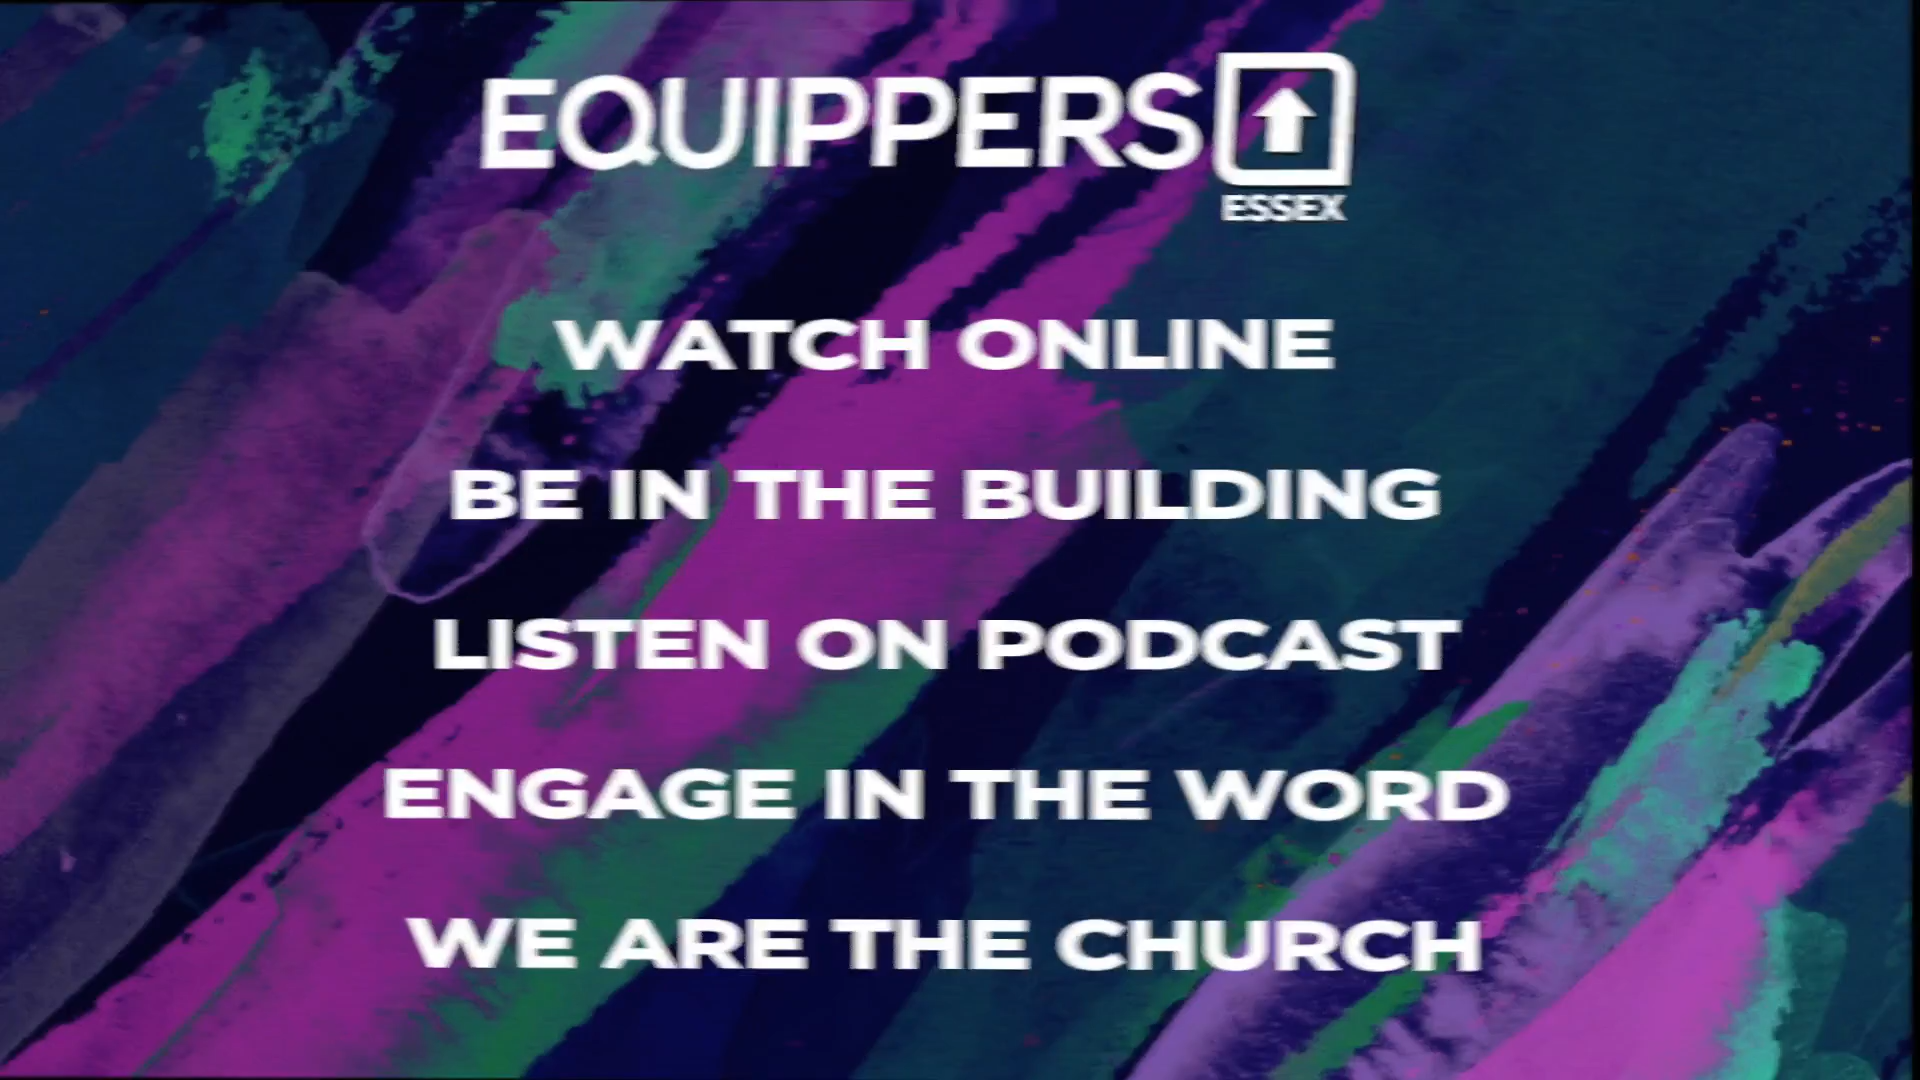 EQUIPPERS
ESSEX
WATCH ONLINE
BE IN THE BUILDING
LISTEN ON PODCAST
ENGAGE IN THE WORD
WE ARE THE CHURCH